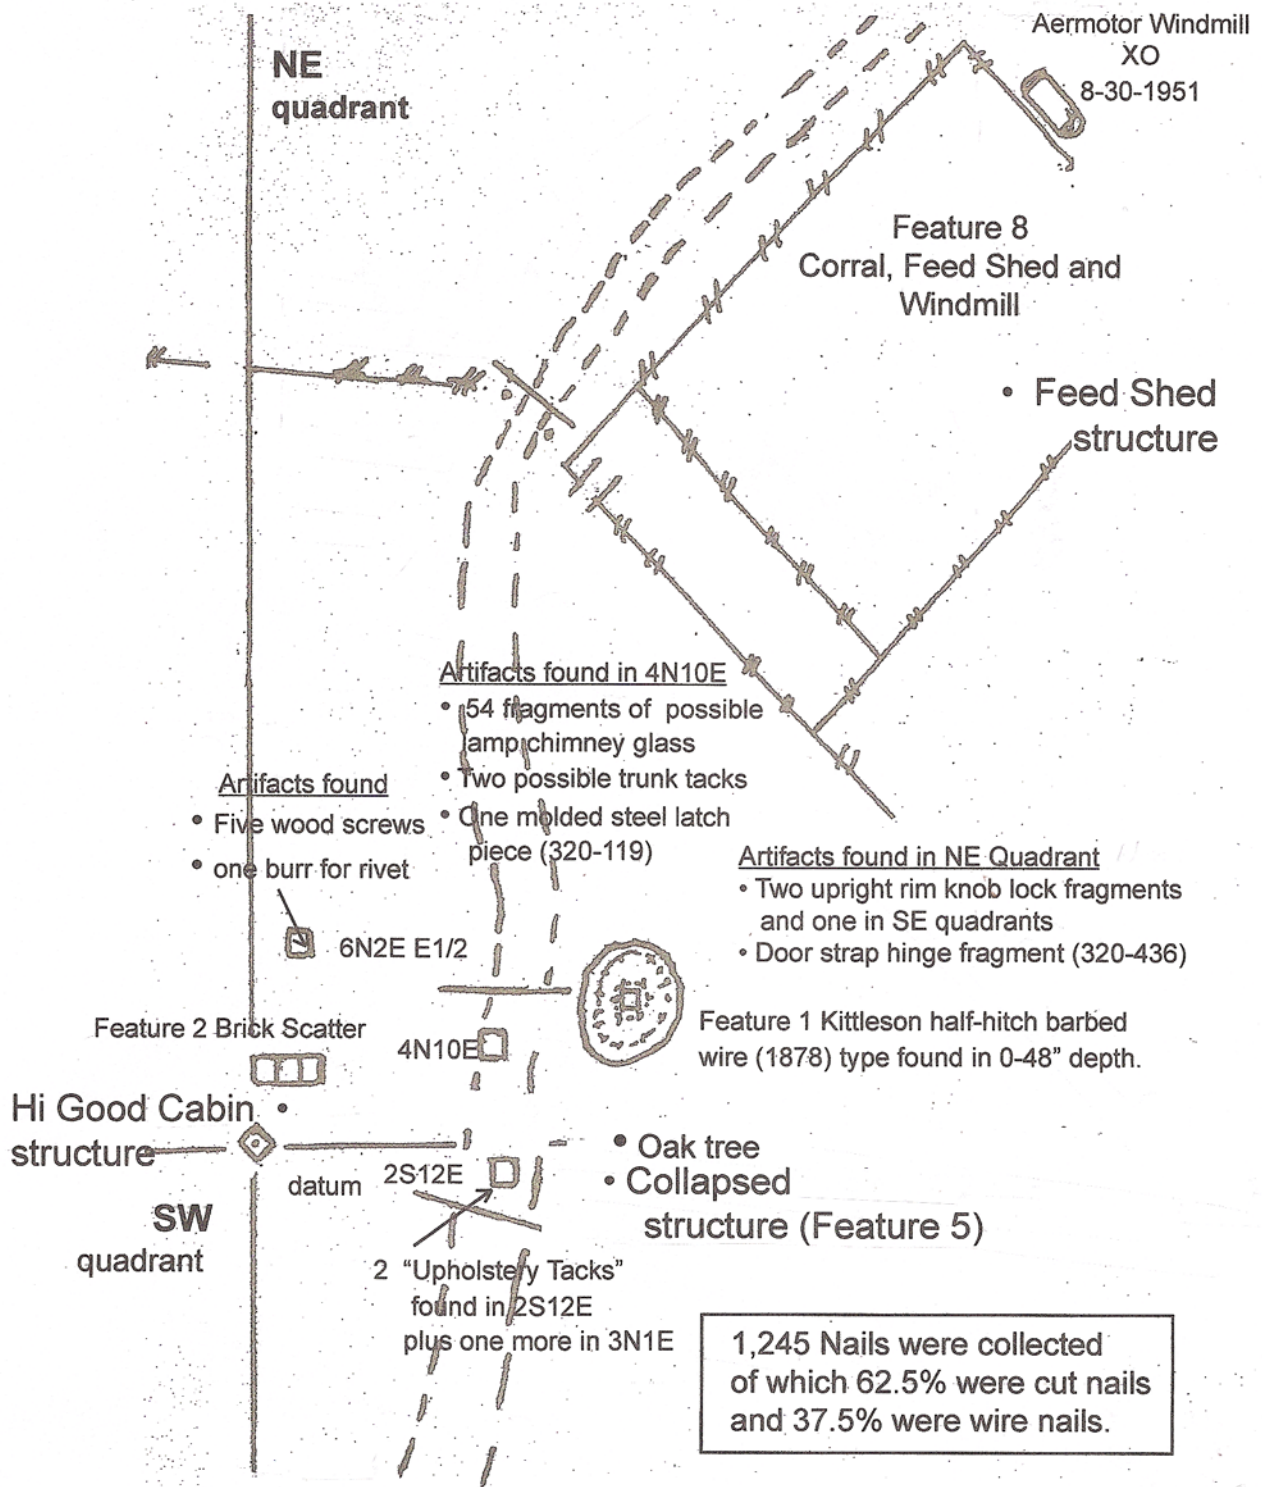 Aermotor Windmill
XO
8-30-1951
NE
quadrant
Feature 8
Corral, Feed Shed and
Windmill
• Feed Shed
structure
Artifacts found in 4N10E
• 54 fragments of possible
lamp chimney glass
• Two possible trunk tacks
• One molded steel latch
piece (320-119)
Artifacts found
• Five wood screws
• one burr for rivet
6N2E E1/2
Artifacts found in NE Quadrant
• Two upright rim knob lock fragments
and one in SE quadrants
• Door strap hinge fragment (320-436)
Feature 2 Brick Scatter
4N10E
Feature 1 Kittleson half-hitch barbed
wire (1878) type found in 0-48” depth.
Hi Good Cabin •
structure
datum
2S12E
• Oak tree
• Collapsed
structure (Feature 5)
SW
quadrant
2 “Upholstery Tacks”
found in 2S12E
plus one more in 3N1E
1,245 Nails were collected
of which 62.5% were cut nails
and 37.5% were wire nails.